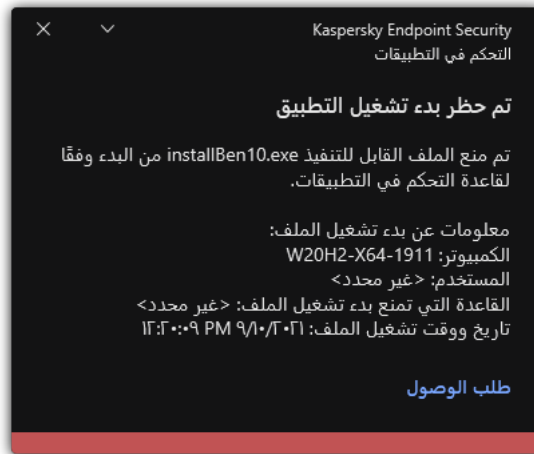 Kaspersky Endpoint Security
التحكم في التطبيقات
تم حظر بدء تشغيل التطبيق
تم منع الملف القابل للتنفيذ installBen10.exe من البدء وفقًا
لقاعدة التحكم في التطبيقات.
معلومات عن بدء تشغيل الملف:
الكمبيوتر: W20H2-X64-1911
المستخدم: <غير محدد>
القاعدة التي تمنع بدء تشغيل الملف: <غير محدد>
تاريخ ووقت تشغيل الملف: ٩/١٠/٢٠٢١ ١٢:٢٠:٠٩ PM
طلب الوصول